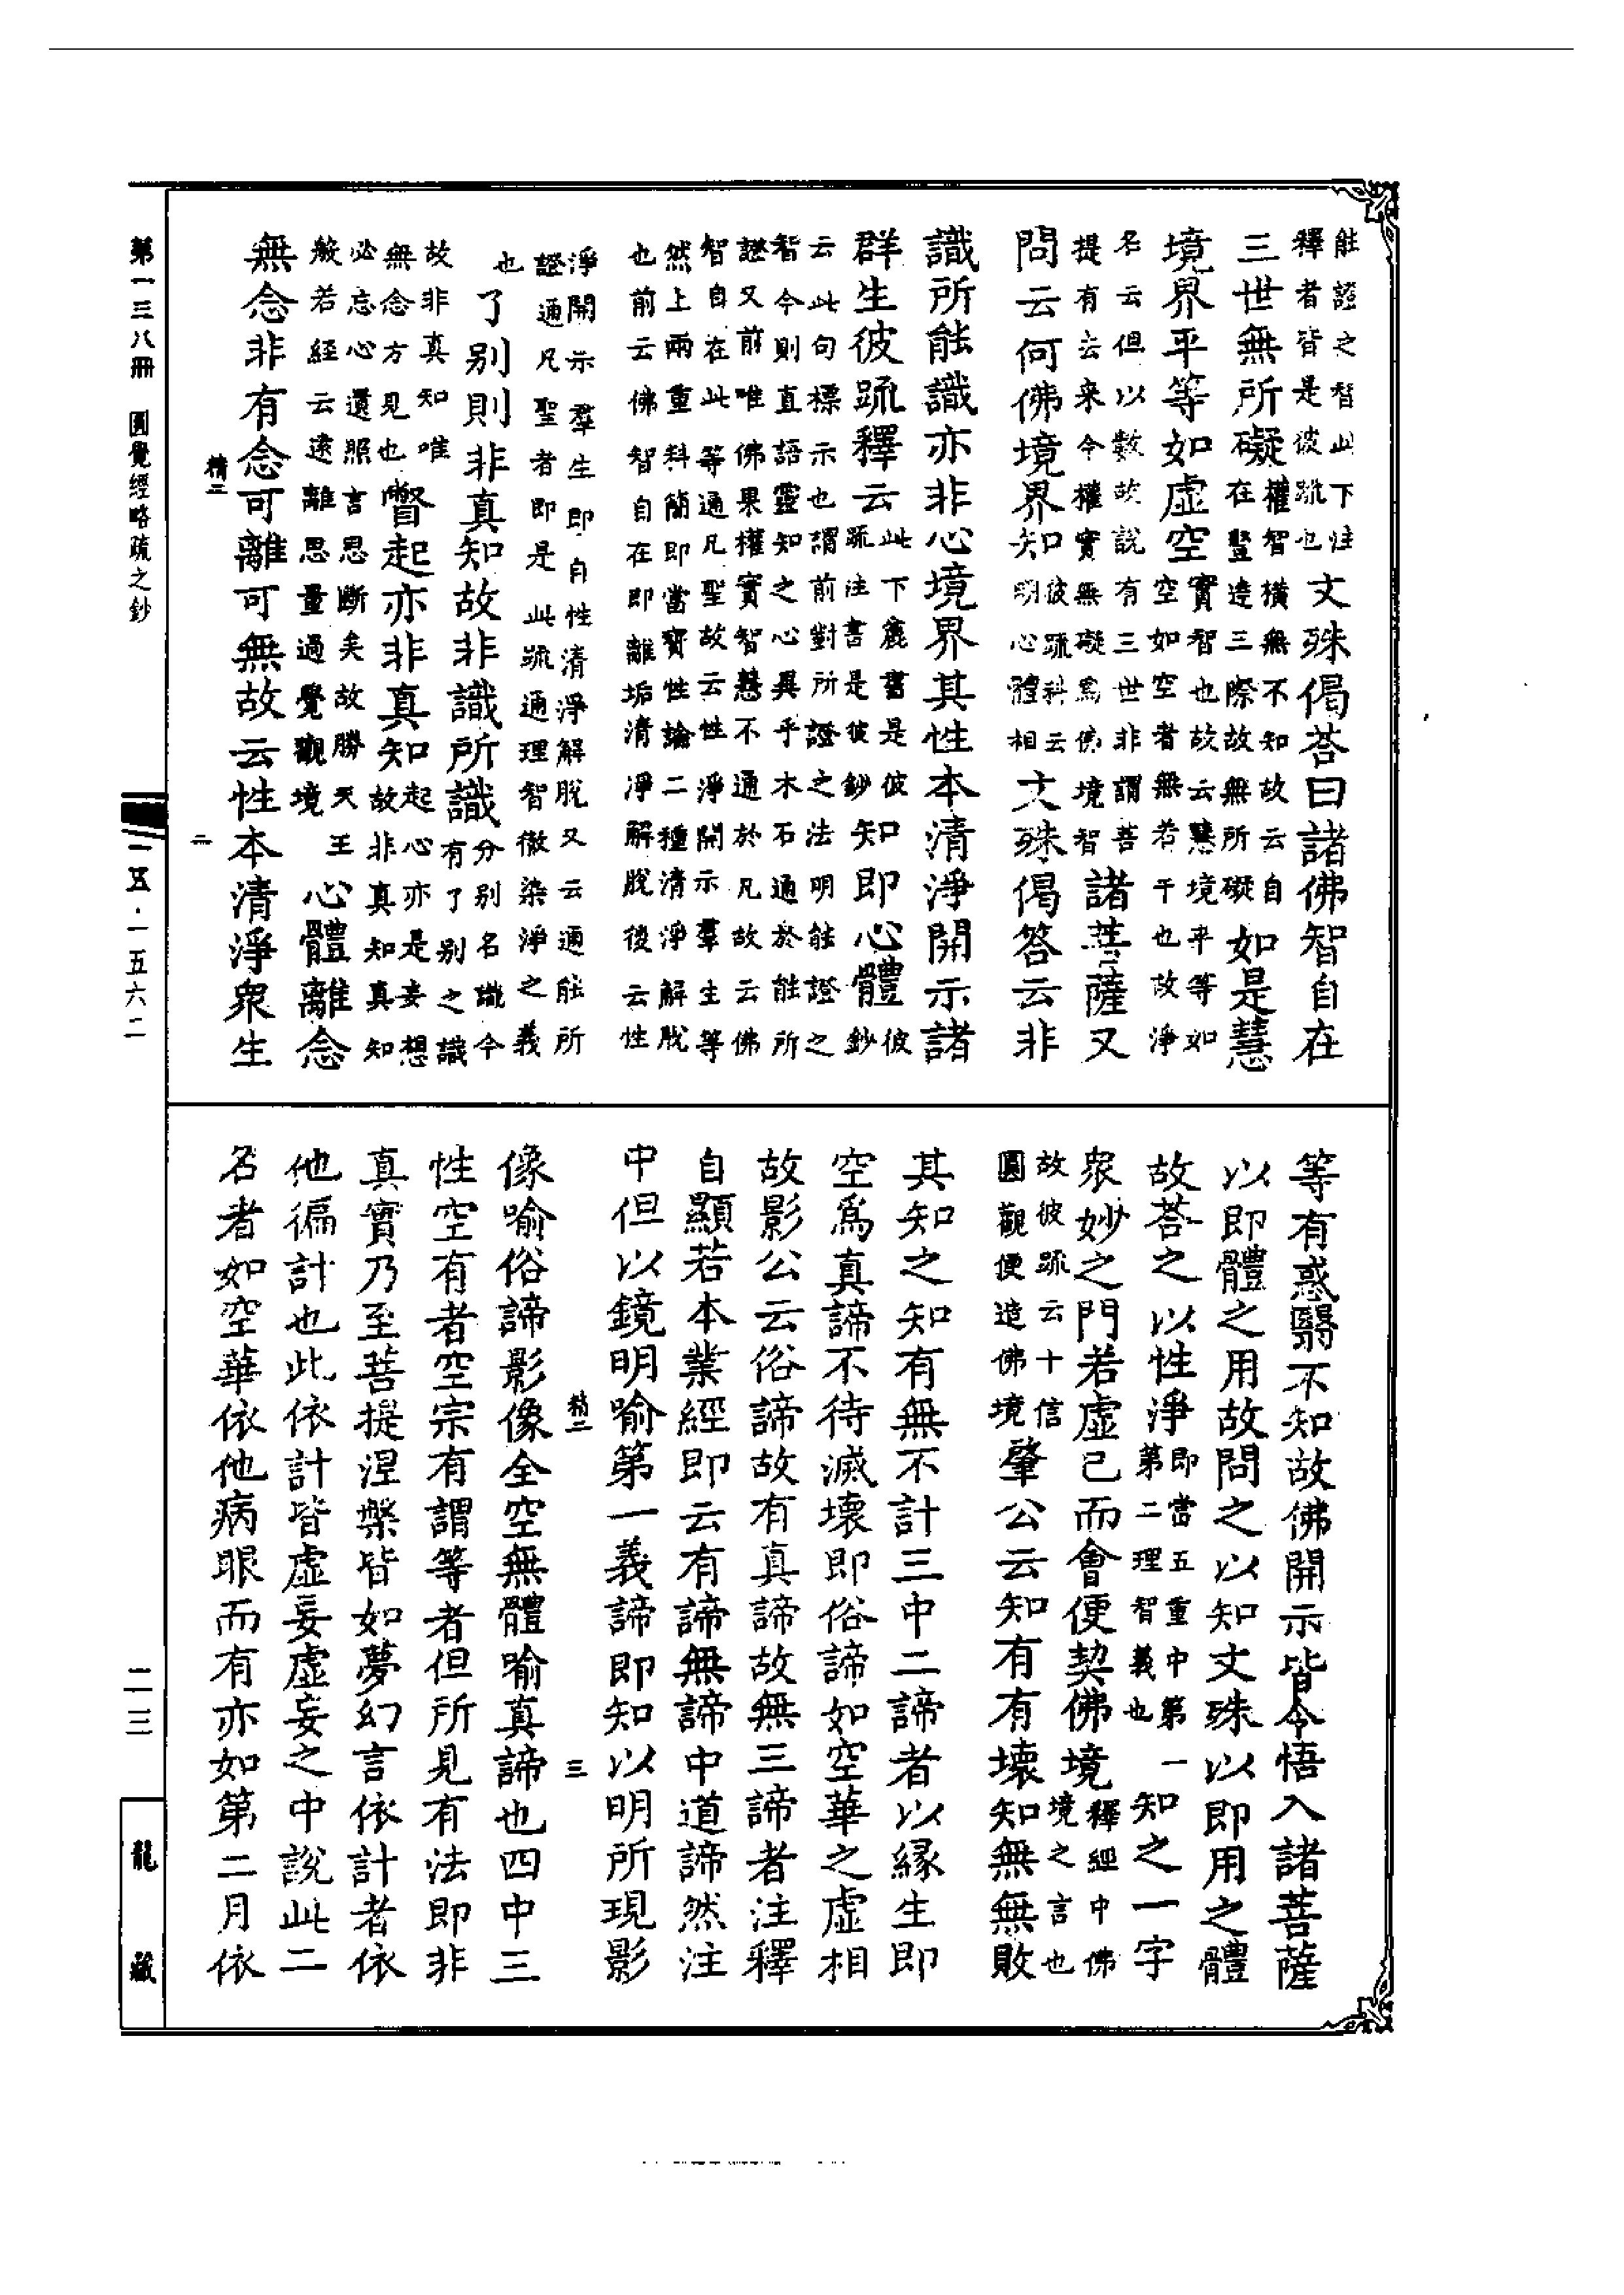 能證之智此下注
釋者皆是彼疏也
文殊偈荅曰諸佛智自在
三世無所礙
權智橫無不知故云自
在豎達三際故無所礙
如是慧
境界平等如虛空
實智也故云慧境平等如
空如空者無若干也故淨
名云但以數故說有三世非謂菩
提有去來今權實無礙為佛境智
諸菩薩又
問云何佛境界知
彼疏科云
明心體相
文殊偈答云非
識所能識亦非心境界其性本清淨開示諸
群生彼疏釋云
此下麄書是彼
疏注書是彼鈔
知即心體
彼
鈔
云此句標示也謂前對所證之法明能證之
智今則直語靈知之心異乎木石通於能所
證又前唯佛果權實智慧不通於凡故云佛
智自在此等通凡聖故云性淨開示羣生等
然上兩重科簡即當寶性論二種清淨解脫
也前云佛智自在即離垢清淨解脫後云性
淨開示羣生即自性清淨解脫又云通能所
證通凡聖者即是此疏通理智徹染淨之義
也
了別則非真知故非識所識
分別名識今
有了別之識
故非真知唯
無念方見也
瞥起亦非真知
起心亦是妄想
故非真知真知
必忘心還照言思斷矣故勝天王
般若經云遠離思量過覺觀境
心體離念
無念非有念可離可無故云性本清淨衆生
精二
二
等有惑翳不知故佛開示皆令悟入諸菩薩
以即體之用故問之以知文殊以即用之體
故荅之以性淨
即當五重中第一
第二理智義也
知之一字
衆妙之門若虛己而會便契佛境
釋經中佛
境之言也
故彼疏云十信
圓觀便造佛境
肇公云知有有壞知無無敗
其知之知有無不計三中二諦者以緣生即
空為真諦不待滅壞即俗諦如空華之虛相
故影公云俗諦故有真諦故無三諦者注釋
自顯若本業經即云有諦無諦中道諦然注
中但以鏡明喻第一義諦即知以明所現影
精二
三
像喻俗諦影像全空無體喻真諦也四中三
性空有者空宗有謂等者但所見有法即非
真實乃至菩提涅槃皆如夢幻言依計者依
他徧計也此依計皆虛妄虛妄之中說此二
名者如空華依他病眼而有亦如第二月依
第一三八冊　圓覺經略疏之鈔
一五·一五六二
二三
龍藏